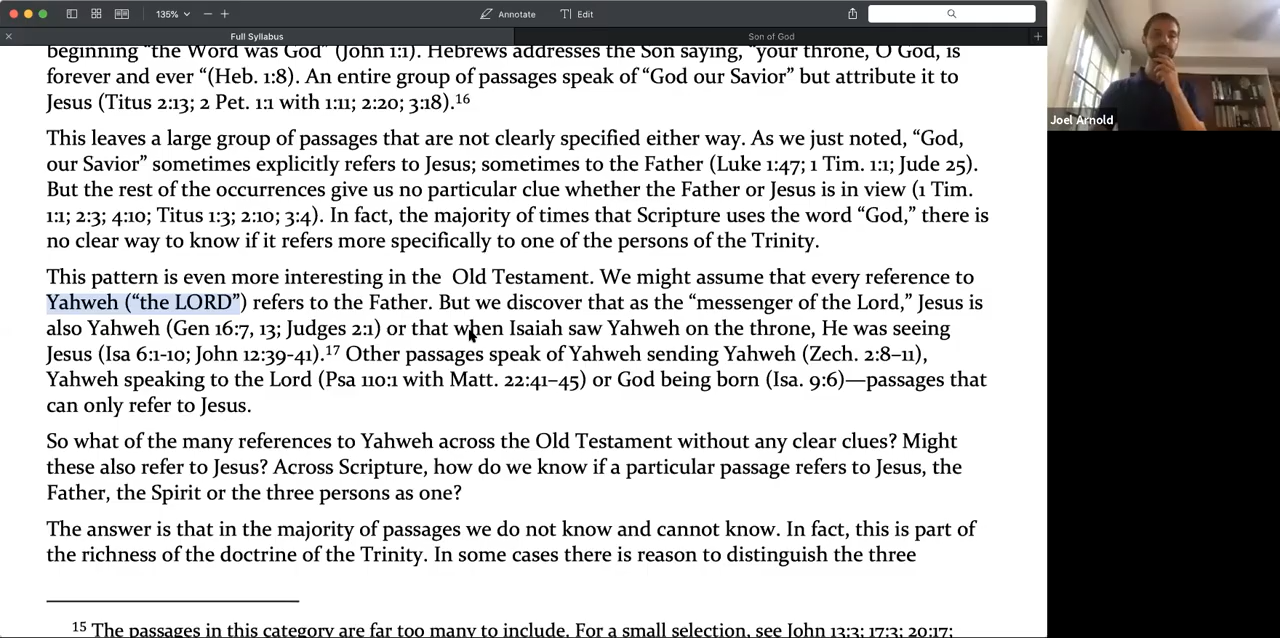 135%
Annotate
Edit
Full Syllabus
Son of God
beginning “the Word was God” (John 1:1). Hebrews addresses the Son saying, “your throne, O God, is
forever and ever “(Heb. 1:8). An entire group of passages speak of “God our Savior” but attribute it to
Jesus (Titus 2:13; 2 Pet. 1:1 with 1:11; 2:20; 3:18).16
This leaves a large group of passages that are not clearly specified either way. As we just noted, “God,
our Savior” sometimes explicitly refers to Jesus; sometimes to the Father (Luke 1:47; 1 Tim. 1:1; Jude 25).
But the rest of the occurrences give us no particular clue whether the Father or Jesus is in view (1 Tim.
1:1; 2:3; 4:10; Titus 1:3; 2:10; 3:4). In fact, the majority of times that Scripture uses the word “God,” there is
no clear way to know if it refers more specifically to one of the persons of the Trinity.
This pattern is even more interesting in the Old Testament. We might assume that every reference to
Yahweh (“the LORD”) refers to the Father. But we discover that as the “messenger of the Lord,” Jesus is
also Yahweh (Gen 16:7, 13; Judges 2:1) or that when Isaiah saw Yahweh on the throne, He was seeing
Jesus (Isa 6:1-10; John 12:39-41).17 Other passages speak of Yahweh sending Yahweh (Zech. 2:8–11),
Yahweh speaking to the Lord (Psa 110:1 with Matt. 22:41–45) or God being born (Isa. 9:6)—passages that
can only refer to Jesus.
So what of the many references to Yahweh across the Old Testament without any clear clues? Might
these also refer to Jesus? Across Scripture, how do we know if a particular passage refers to Jesus, the
Father, the Spirit or the three persons as one?
The answer is that in the majority of passages we do not know and cannot know. In fact, this is part of
the richness of the doctrine of the Trinity. In some cases there is reason to distinguish the three
15 The passages in this category are far too many to include. For a small selection, see John 13:3; 17:3; 20:17;
Joel Arnold